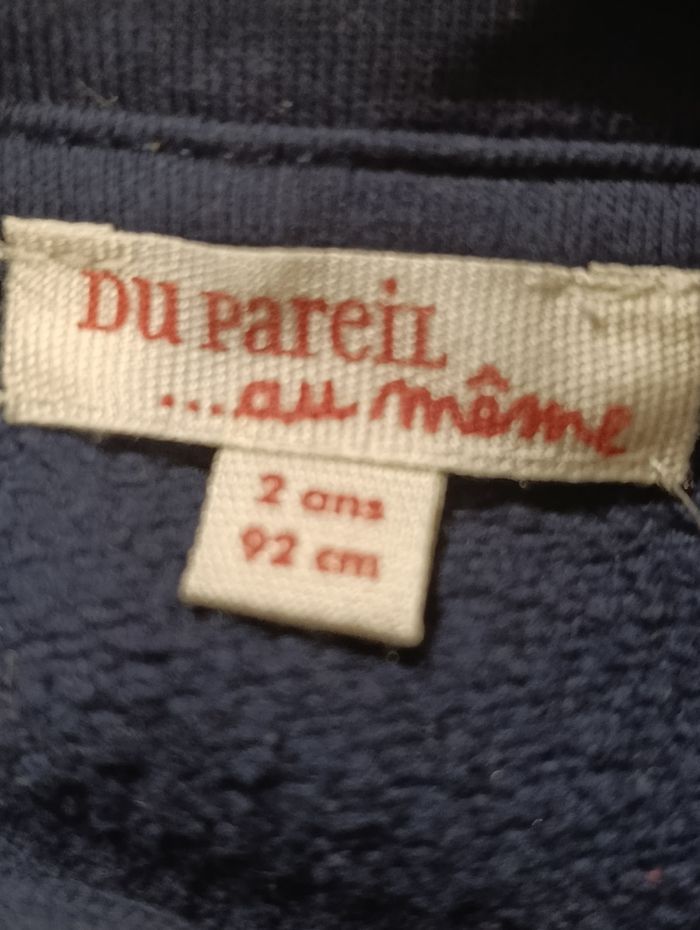 Du Pareil
...au même
2 ans
92 cm